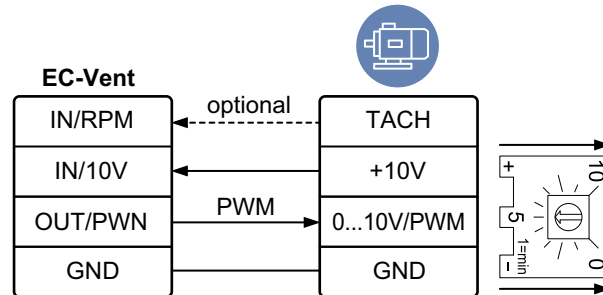 EC-Vent
IN/RPM
optional
TACH
IN/10V
+10V
OUT/PWN
PWM
0...10V/PWM
GND
GND
+
5
-
1=min
10
0